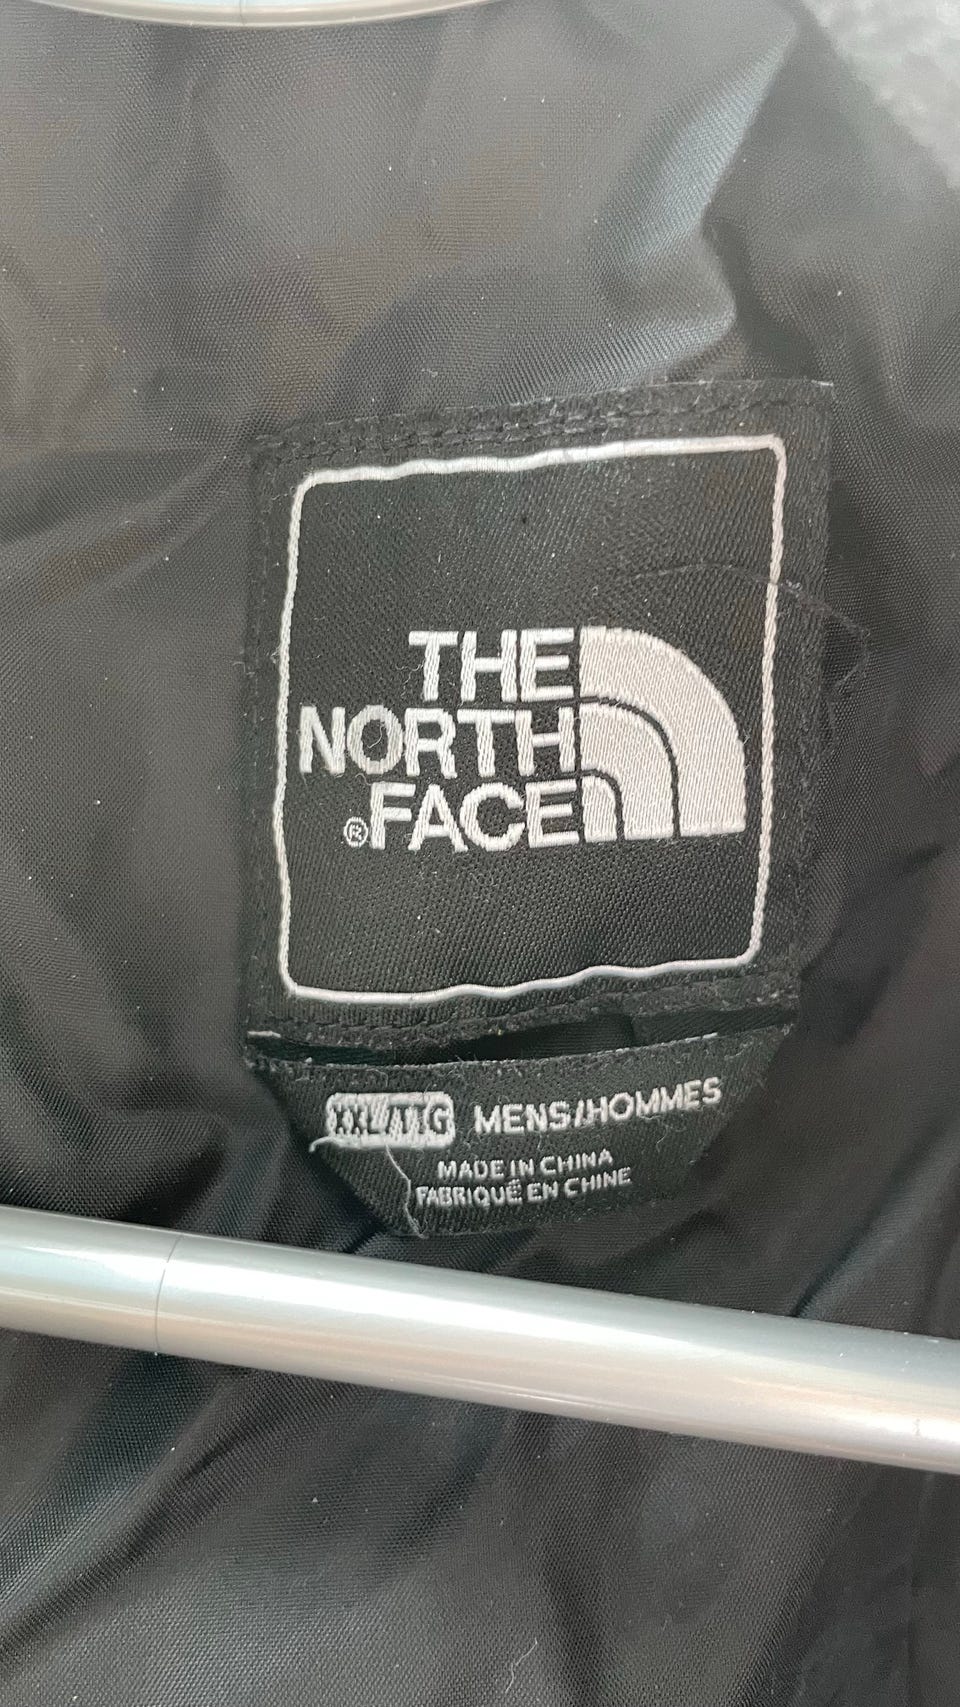 THE
NORTH
®FACE
XXL/TTG MENS/HOMMES
MADE IN CHINA
FABRIQUÉ EN CHINE